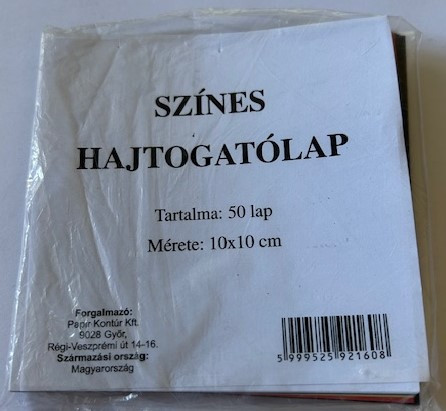 SZÍNES
HAJTOGATÓLAP
Tartalma: 50 lap
Mérete: 10x10 cm
Forgalmazó:
Papír Kontúr Kft.
9028 Győr,
Régi-Veszprémi út 14-16.
Származási ország:
Magyarország
5 999525 921608